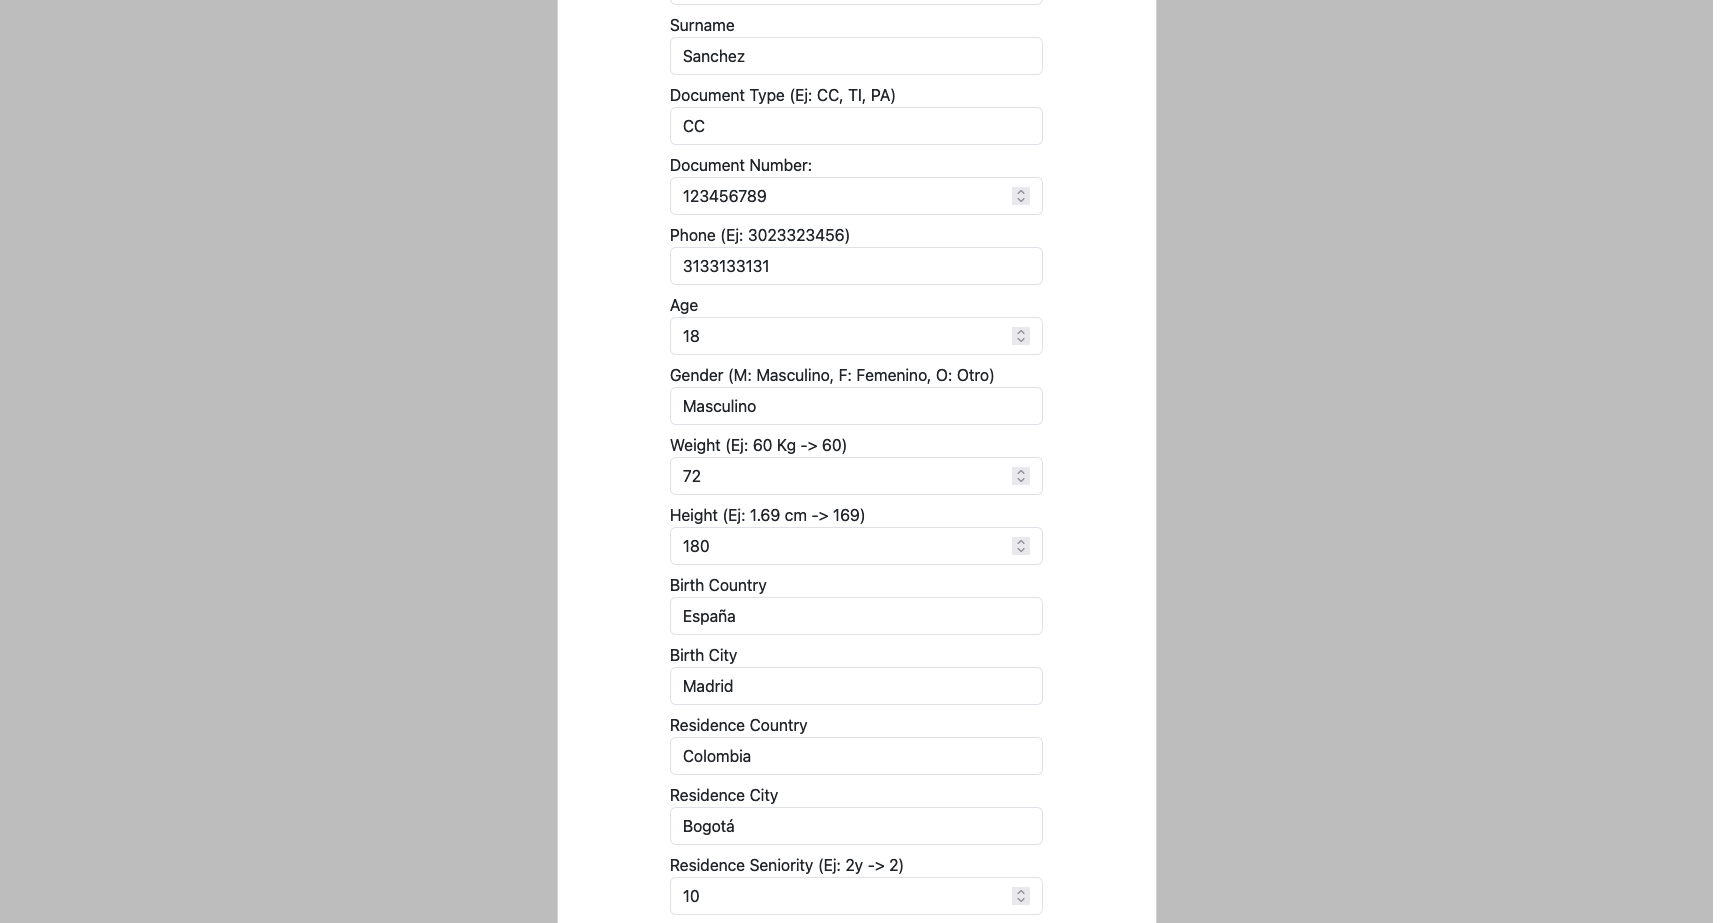 Surname
Sanchez
Document Type (Ej: CC, TI, PA)
CC
Document Number:
123456789
Phone (Ej: 3023323456)
3133133131
Age
18
Gender (M: Masculino, F: Femenino, O: Otro)
Masculino
Weight (Ej: 60 Kg -> 60)
72
Height (Ej: 1.69 cm -> 169)
180
Birth Country
España
Birth City
Madrid
Residence Country
Colombia
Residence City
Bogotá
Residence Seniority (Ej: 2y -> 2)
10